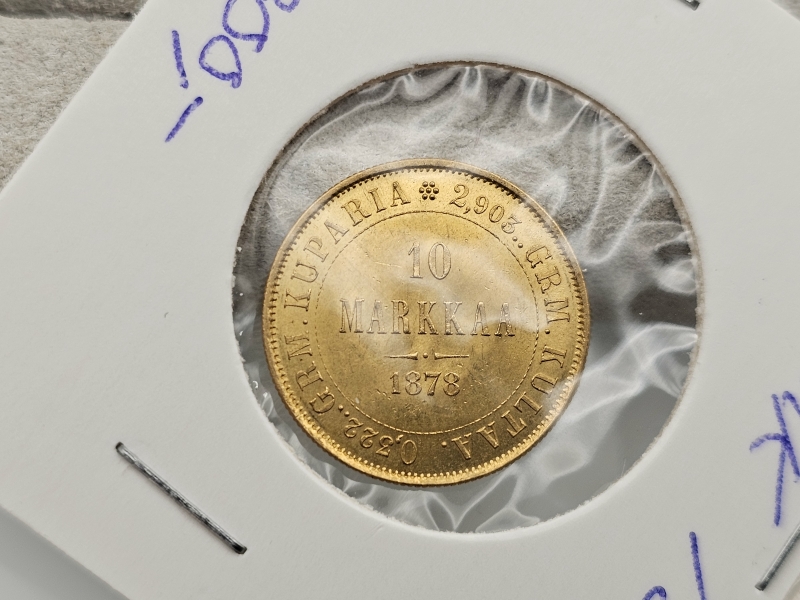 2,903.. GRM. KULTAA. 0,322.. GRM. KUPARIA
10
MARKKAA
1878